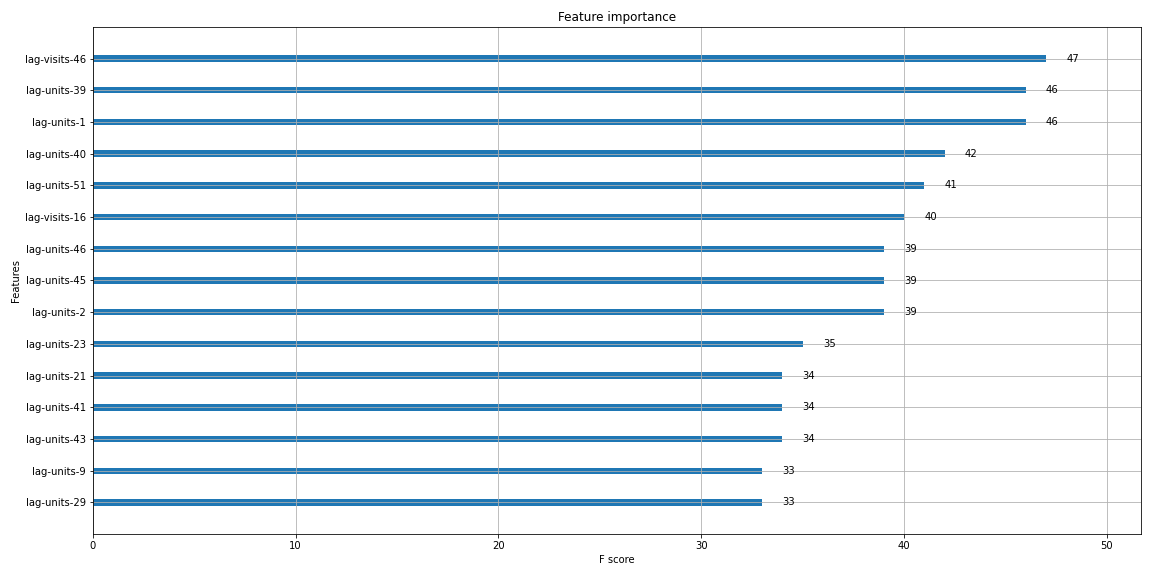 Feature importance
lag-visits-46 47
lag-units-39 46
lag-units-1 46
lag-units-40 42
lag-units-51 41
lag-visits-16 40
lag-units-46 39
lag-units-45 39
lag-units-2 39
lag-units-23 35
lag-units-21 34
lag-units-41 34
lag-units-43 34
lag-units-9 33
lag-units-29 33
Features
0 10 20 30 40 50
F score